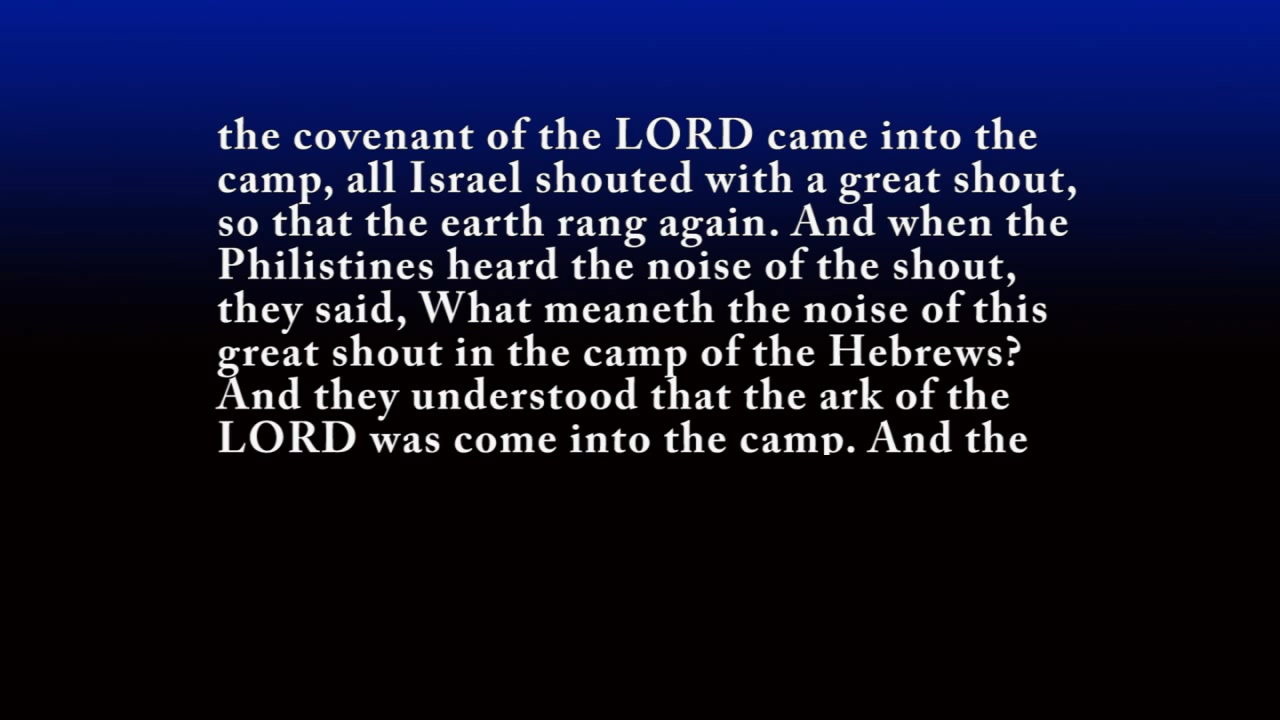 the covenant of the LORD came into the
camp, all Israel shouted with a great shout,
so that the earth rang again. And when the
Philistines heard the noise of the shout,
they said, What meaneth the noise of this
great shout in the camp of the Hebrews?
And they understood that the ark of the
LORD was come into the camp. And the